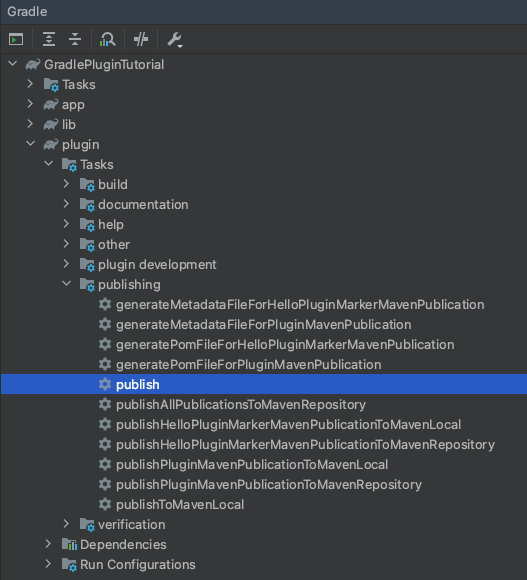 Gradle
GradlePluginTutorial
Tasks
app
lib
plugin
Tasks
build
documentation
help
other
plugin development
publishing
generateMetadataFileForHelloPluginMarkerMavenPublication
generateMetadataFileForPluginMavenPublication
generatePomFileForHelloPluginMarkerMavenPublication
generatePomFileForPluginMavenPublication
publish
publishAllPublicationsToMavenRepository
publishHelloPluginMarkerMavenPublicationToMavenLocal
publishHelloPluginMarkerMavenPublicationToMavenRepository
publishPluginMavenPublicationToMavenLocal
publishPluginMavenPublicationToMavenRepository
publishToMavenLocal
verification
Dependencies
Run Configurations